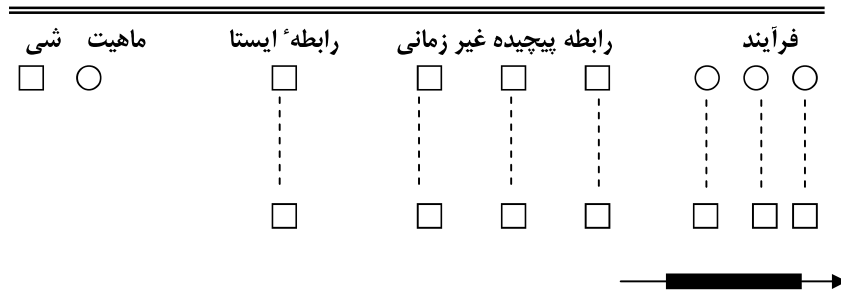 فرآیند رابطه پیچیده غیر زمانی رابطهٔ ایستا ماهیت شی